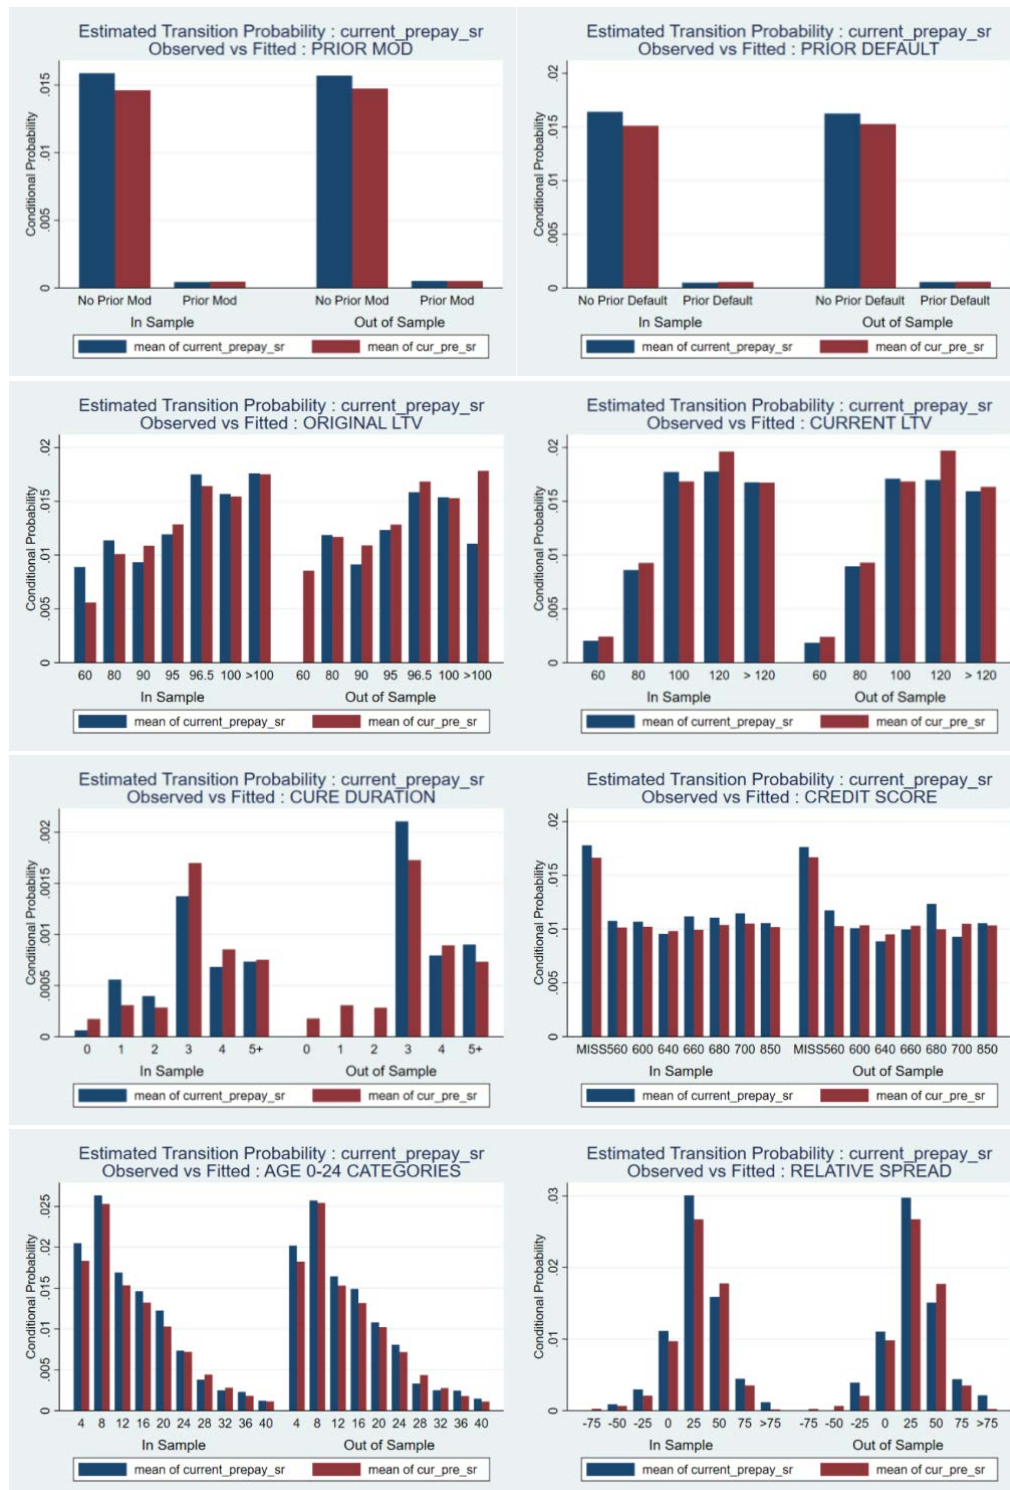 Estimated Transition Probability : current_prepay_sr
Observed vs Fitted : PRIOR MOD
Conditional Probability
.015
.01
.005
0
No Prior Mod Prior Mod No Prior Mod Prior Mod
In Sample Out of Sample
mean of current_prepay_sr mean of cur_pre_sr
Estimated Transition Probability : current_prepay_sr
Observed vs Fitted : PRIOR DEFAULT
Conditional Probability
.02
.015
.01
.005
0
No Prior Default Prior Default No Prior Default Prior Default
In Sample Out of Sample
mean of current_prepay_sr mean of cur_pre_sr
Estimated Transition Probability : current_prepay_sr
Observed vs Fitted : ORIGINAL LTV
Conditional Probability
.02
.015
.01
.005
0
60 80 90 95 96.5 100 >100 60 80 90 95 96.5 100 >100
In Sample Out of Sample
mean of current_prepay_sr mean of cur_pre_sr
Estimated Transition Probability : current_prepay_sr
Observed vs Fitted : CURRENT LTV
Conditional Probability
.02
.015
.01
.005
0
60 80 100 120 > 120 60 80 100 120 > 120
In Sample Out of Sample
mean of current_prepay_sr mean of cur_pre_sr
Estimated Transition Probability : current_prepay_sr
Observed vs Fitted : CURE DURATION
Conditional Probability
.002
.0015
.001
.0005
0
0 1 2 3 4 5+ 0 1 2 3 4 5+
In Sample Out of Sample
mean of current_prepay_sr mean of cur_pre_sr
Estimated Transition Probability : current_prepay_sr
Observed vs Fitted : CREDIT SCORE
Conditional Probability
.02
.015
.01
.005
0
MISS560 600 640 660 680 700 850 MISS560 600 640 660 680 700 850
In Sample Out of Sample
mean of current_prepay_sr mean of cur_pre_sr
Estimated Transition Probability : current_prepay_sr
Observed vs Fitted : AGE 0-24 CATEGORIES
Conditional Probability
.025
.02
.015
.01
.005
0
4 8 12 16 20 24 28 32 36 40 4 8 12 16 20 24 28 32 36 40
In Sample Out of Sample
mean of current_prepay_sr mean of cur_pre_sr
Estimated Transition Probability : current_prepay_sr
Observed vs Fitted : RELATIVE SPREAD
Conditional Probability
.03
.02
.01
0
-75 -50 -25 0 25 50 75 >75 -75 -50 -25 0 25 50 75 >75
In Sample Out of Sample
mean of current_prepay_sr mean of cur_pre_sr